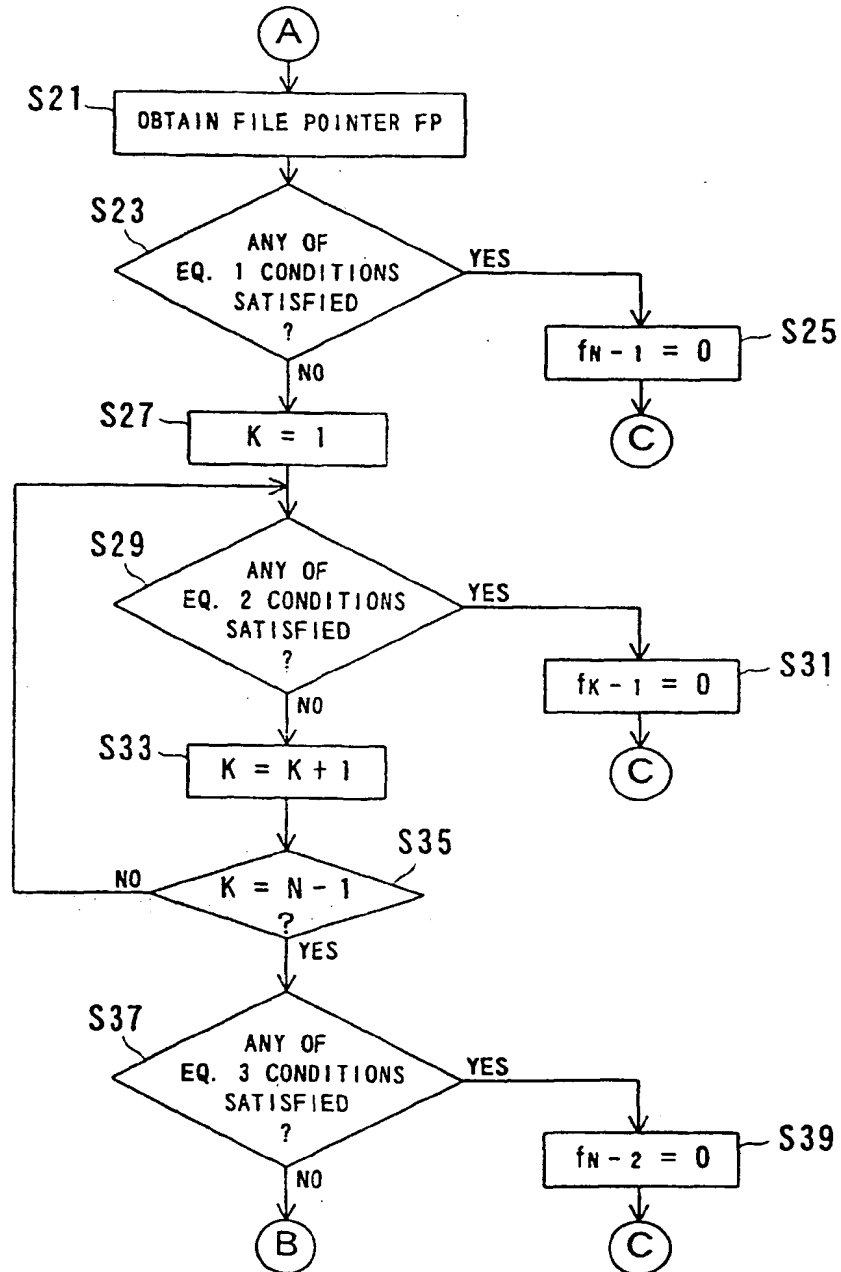 A
S21
OBTAIN FILE POINTER FP
S23
ANY OF
EQ. 1 CONDITIONS
SATISFIED
?
YES
NO
S25
fN-1 = 0
C
S27
K = 1
S29
ANY OF
EQ. 2 CONDITIONS
SATISFIED
?
YES
NO
S31
fK-1 = 0
C
S33
K = K+1
S35
K = N-1
?
NO
YES
S37
ANY OF
EQ. 3 CONDITIONS
SATISFIED
?
YES
NO
S39
fN-2 = 0
B
C